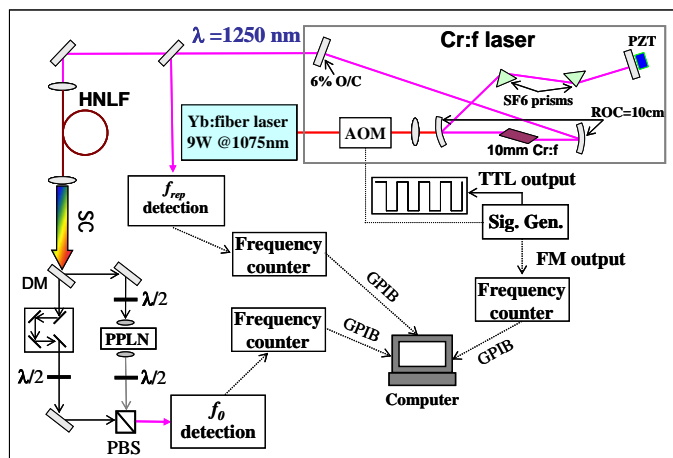 λ =1250 nm
Cr:f laser
PZT
6% O/C
SF6 prisms
ROC=10cm
HNLF
Yb:fiber laser
9W @1075nm
AOM
10mm Cr:f
TTL output
f_rep
detection
SC
Sig. Gen.
Frequency
counter
FM output
DM
λ/2
GPIB
Frequency
counter
Frequency
counter
GPIB
PPLN
GPIB
λ/2
λ/2
Computer
f_0
detection
PBS